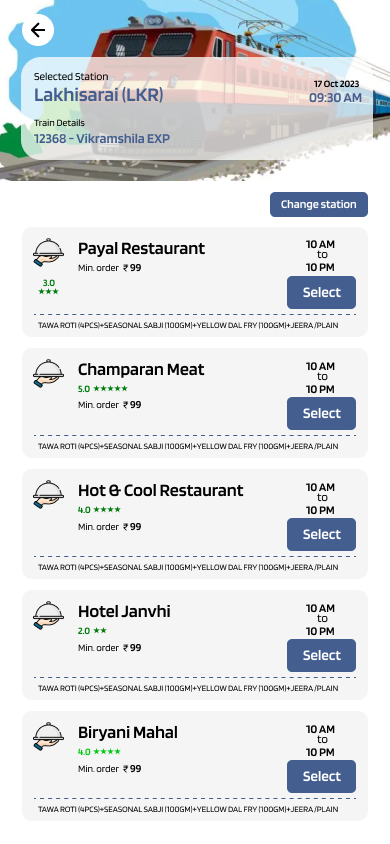 Selected Station
17 Oct 2023
Lakhisarai (LKR)
09:30 AM
Train Details
12368 - Vikramshila EXP
Change station
Payal Restaurant
10 AM
to
10 PM
Min. order ₹ 99
3.0
★★★
Select
TAWA ROTI (4PCS)+SEASONAL SABJI (100GM)+YELLOW DAL FRY (100GM)+JEERA /PLAIN
Champaran Meat
10 AM
to
10 PM
5.0 ★★★★★
Min. order ₹ 99
Select
TAWA ROTI (4PCS)+SEASONAL SABJI (100GM)+YELLOW DAL FRY (100GM)+JEERA /PLAIN
Hot & Cool Restaurant
10 AM
to
10 PM
4.0 ★★★★
Min. order ₹ 99
Select
TAWA ROTI (4PCS)+SEASONAL SABJI (100GM)+YELLOW DAL FRY (100GM)+JEERA /PLAIN
Hotel Janvhi
10 AM
to
10 PM
2.0 ★★
Min. order ₹ 99
Select
TAWA ROTI (4PCS)+SEASONAL SABJI (100GM)+YELLOW DAL FRY (100GM)+JEERA /PLAIN
Biryani Mahal
10 AM
to
10 PM
4.0 ★★★★
Min. order ₹ 99
Select
TAWA ROTI (4PCS)+SEASONAL SABJI (100GM)+YELLOW DAL FRY (100GM)+JEERA /PLAIN